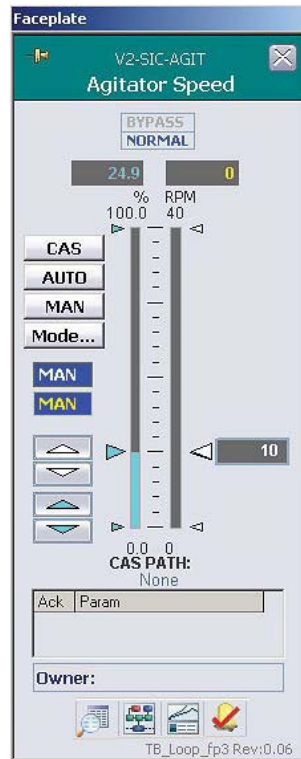 Faceplate
V2-SIC-AGIT
Agitator Speed
BYPASS
NORMAL
24.9 0
% RPM
100.0 40
CAS
AUTO
MAN
Mode...
MAN
MAN
10
0.0 0
CAS PATH:
None
Ack Param
Owner:
TB_Loop_fp3 Rev:0.06